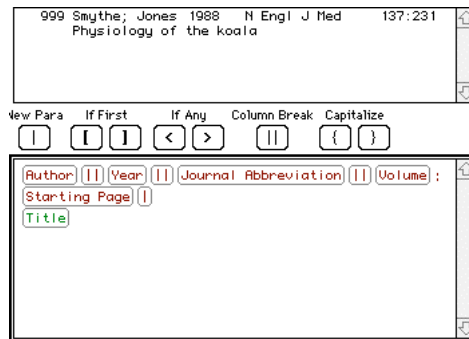 999 Smythe; Jones 1988 N Engl J Med 137:231
Physiology of the koala
New Para If First If Any Column Break Capitalize
| [ ] < > || { }
Author || Year || Journal Abbreviation || Volume :
Starting Page |
Title